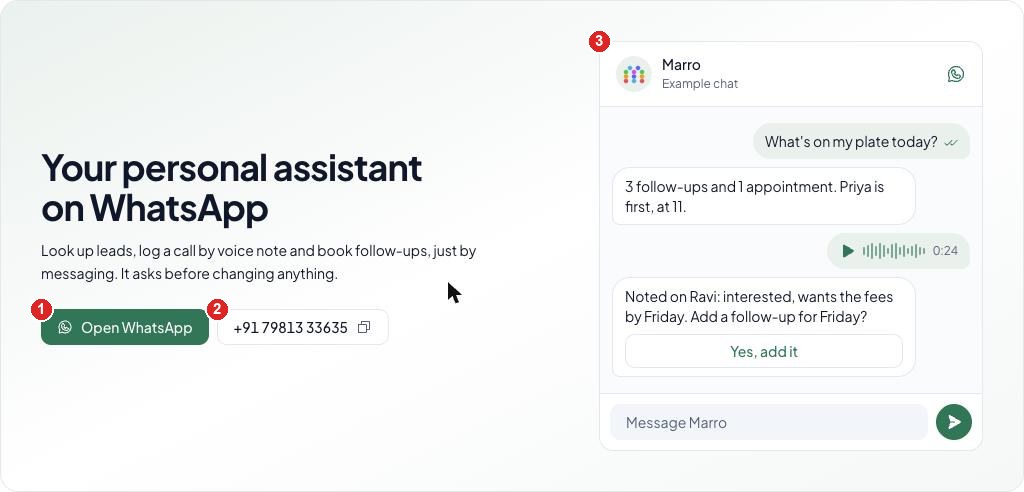 Your personal assistant
on WhatsApp
Look up leads, log a call by voice note and book follow-ups, just by
messaging. It asks before changing anything.
1
Open WhatsApp
2
+91 79813 33635
3
Marro
Example chat
What's on my plate today?
3 follow-ups and 1 appointment. Priya is
first, at 11.
0:24
Noted on Ravi: interested, wants the fees
by Friday. Add a follow-up for Friday?
Yes, add it
Message Marro